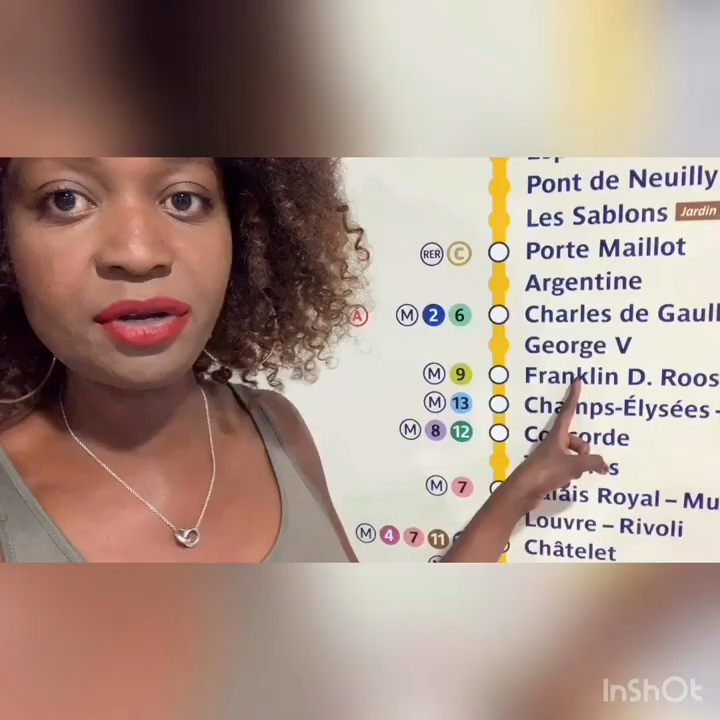 Pont de Neuilly
Les Sablons Jardin
RER C Porte Maillot
Argentine
A M 2 6 Charles de Gaull
George V
M 9 Franklin D. Roos
M 13 Champs-Élysées -
M 8 12 Concorde
M 7 Palais Royal – Mu
Louvre – Rivoli
M 4 7 11 Châtelet
InShOt